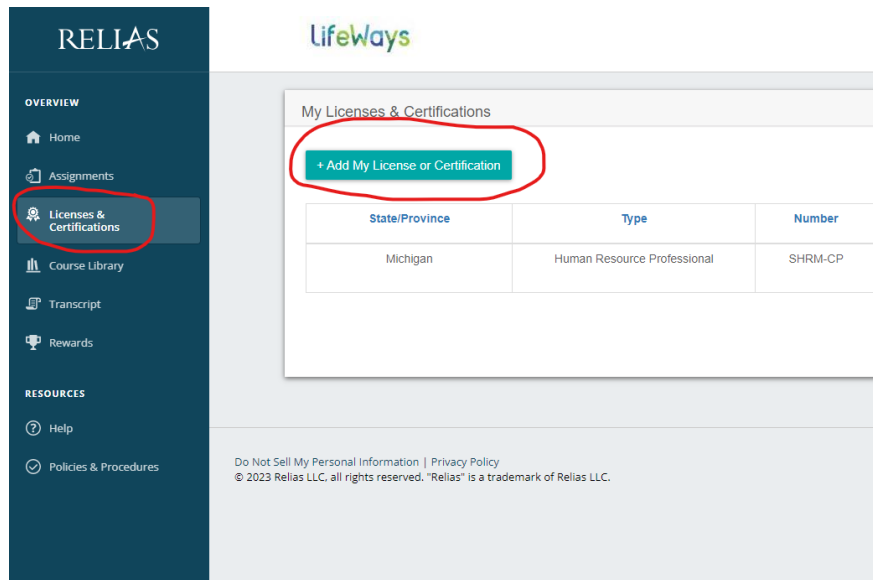 RELIAS
LifeWays
OVERVIEW
Home
Assignments
Licenses &
Certifications
Course Library
Transcript
Rewards
RESOURCES
Help
Policies & Procedures
My Licenses & Certifications
+ Add My License or Certification
State/Province Type Number
Michigan Human Resource Professional SHRM-CP
Do Not Sell My Personal Information | Privacy Policy
© 2023 Relias LLC, all rights reserved. "Relias" is a trademark of Relias LLC.